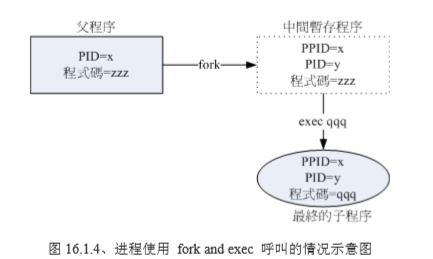 父程序
中間暫存程序
PID=x
程式碼=zzz
fork
PPID=x
PID=y
程式碼=zzz
exec qqq
PPID=x
PID=y
程式碼=qqq
最終的子程序
图 16.1.4、进程使用 fork and exec 呼叫的情况示意图